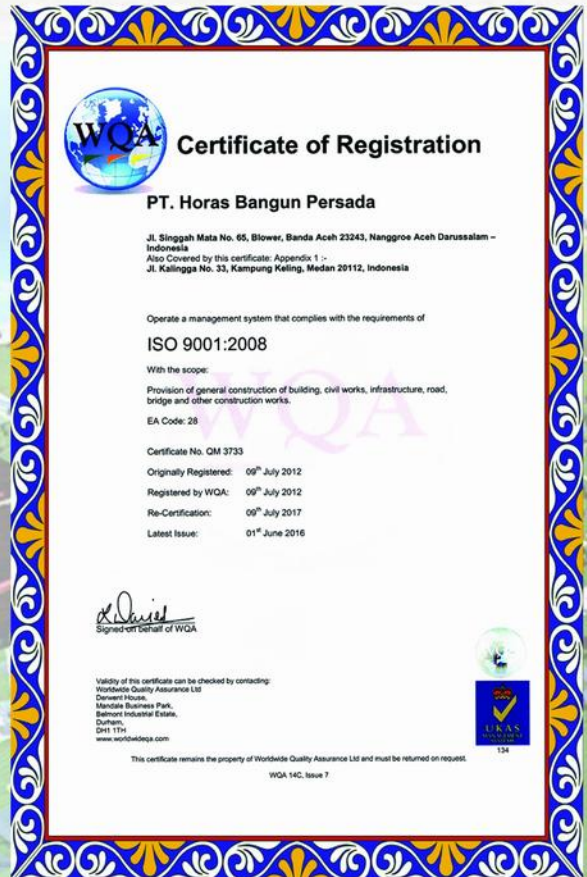 WQA
Certificate of Registration
PT. Horas Bangun Persada
Jl. Singgah Mata No. 65, Blower, Banda Aceh 23243, Nanggroe Aceh Darussalam –
Indonesia
Also Covered by this certificate: Appendix 1 :-
Jl. Kalingga No. 33, Kampung Keling, Medan 20112, Indonesia
Operate a management system that complies with the requirements of
ISO 9001:2008
With the scope:
Provision of general construction of building, civil works, infrastructure, road,
bridge and other construction works.
WQA
EA Code: 28
Certificate No. QM 3733
Originally Registered: 09th July 2012
Registered by WQA: 09th July 2012
Re-Certification: 09th July 2017
Latest Issue: 01st June 2016
Signed on behalf of WQA
Validity of this certificate can be checked by contacting:
Worldwide Quality Assurance Ltd
Derwent House,
Mandale Business Park,
Belmont Industrial Estate,
Durham,
DH1 1TH
www.worldwideqa.com
UKAS
MANAGEMENT
SYSTEMS
134
This certificate remains the property of Worldwide Quality Assurance Ltd and must be returned on request.
WQA 14C, Issue 7